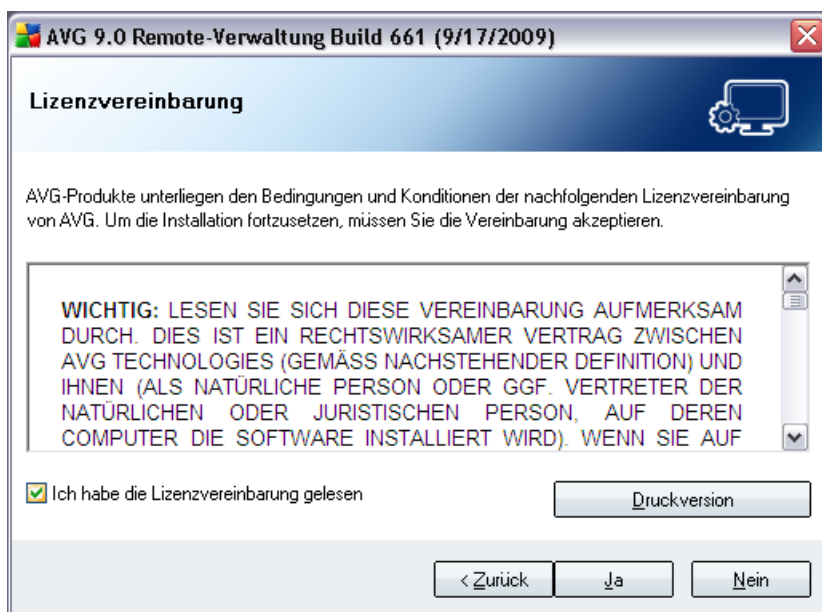 AVG 9.0 Remote-Verwaltung Build 661 (9/17/2009)
Lizenzvereinbarung
AVG-Produkte unterliegen den Bedingungen und Konditionen der nachfolgenden Lizenzvereinbarung
von AVG. Um die Installation fortzusetzen, müssen Sie die Vereinbarung akzeptieren.
WICHTIG: LESEN SIE SICH DIESE VEREINBARUNG AUFMERKSAM
DURCH. DIES IST EIN RECHTSWIRKSAMER VERTRAG ZWISCHEN
AVG TECHNOLOGIES (GEMÄSS NACHSTEHENDER DEFINITION) UND
IHNEN (ALS NATÜRLICHE PERSON ODER GGF. VERTRETER DER
NATÜRLICHEN ODER JURISTISCHEN PERSON, AUF DEREN
COMPUTER DIE SOFTWARE INSTALLIERT WIRD). WENN SIE AUF
Ich habe die Lizenzvereinbarung gelesen
Druckversion
< Zurück
Ja
Nein